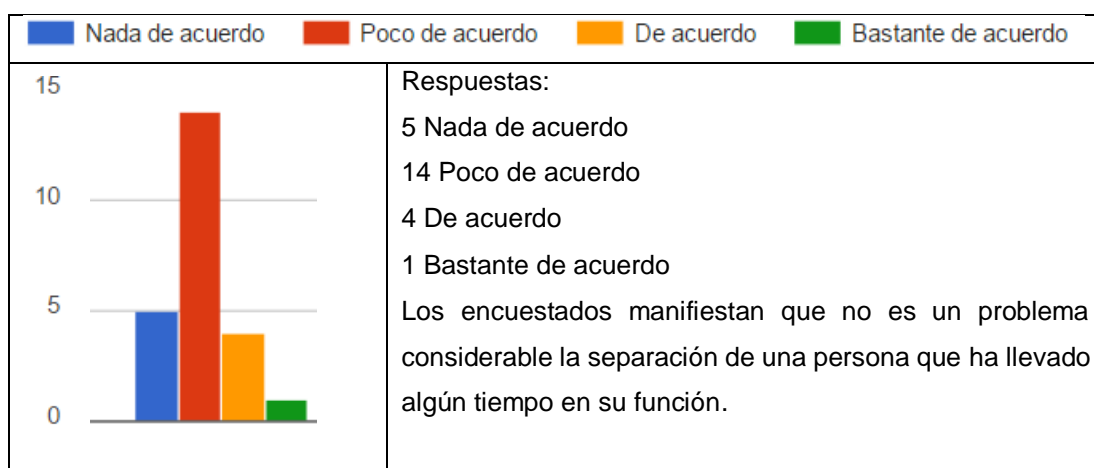 Nada de acuerdo Poco de acuerdo De acuerdo Bastante de acuerdo
15
10
5
0
Respuestas:
5 Nada de acuerdo
14 Poco de acuerdo
4 De acuerdo
1 Bastante de acuerdo
Los encuestados manifiestan que no es un problema
considerable la separación de una persona que ha llevado
algún tiempo en su función.